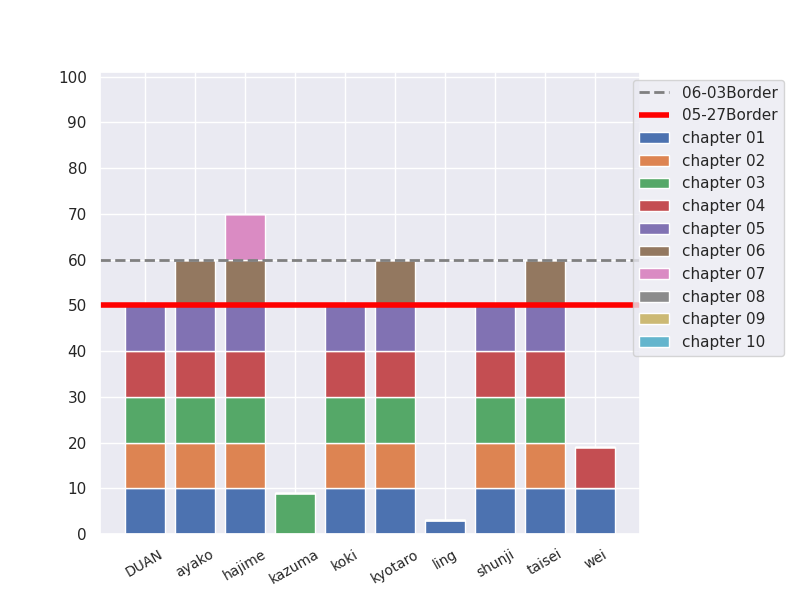 100
90
80
70
60
50
40
30
20
10
0
DUAN
ayako
hajime
kazuma
koki
kyotaro
ling
shunji
taisei
wei
06-03Border
05-27Border
chapter 01
chapter 02
chapter 03
chapter 04
chapter 05
chapter 06
chapter 07
chapter 08
chapter 09
chapter 10